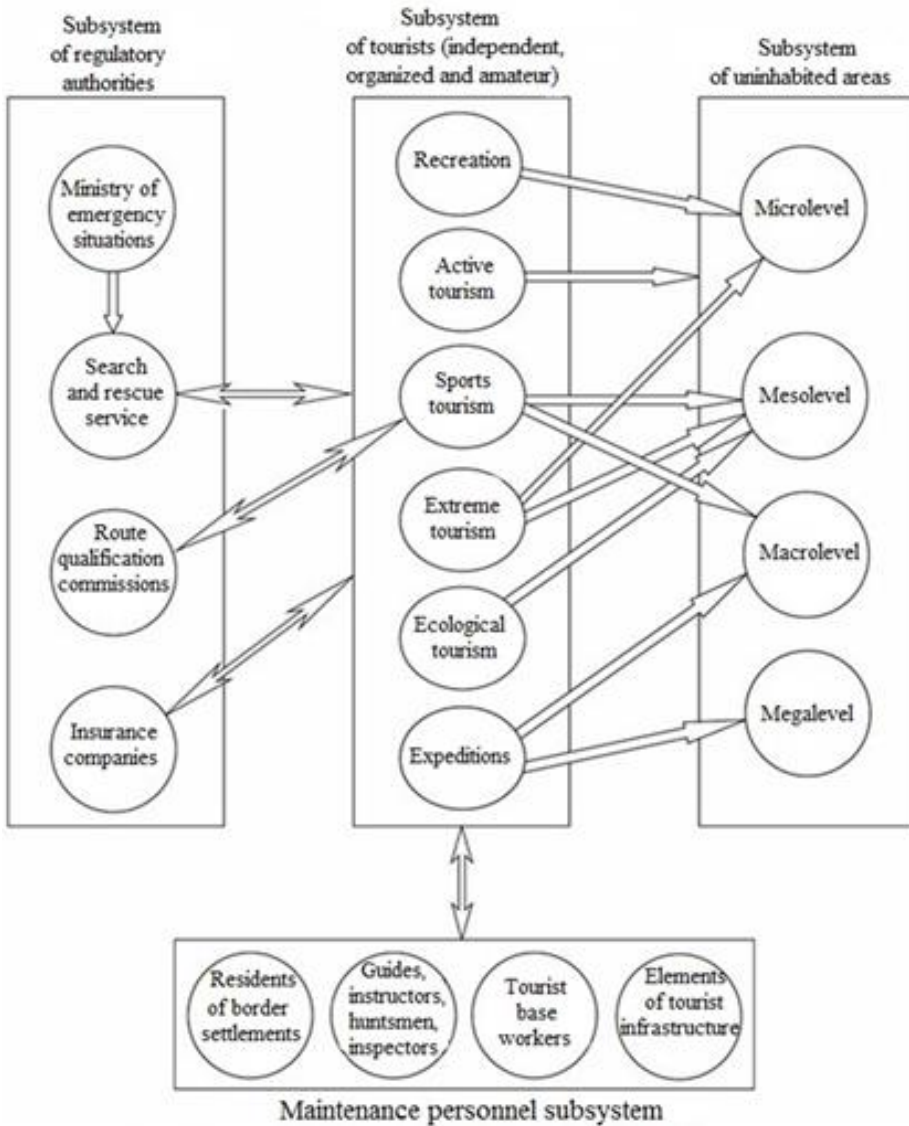 Subsystem
of regulatory
authorities
Subsystem
of tourists (independent,
organized and amateur)
Subsystem
of uninhabited areas
Ministry of
emergency
situations
Search
and rescue
service
Route
qualification
commissions
Insurance
companies
Recreation
Active
tourism
Sports
tourism
Extreme
tourism
Ecological
tourism
Expeditions
Microlevel
Mesolevel
Macrolevel
Megalevel
Residents
of border
settlements
Guides,
instructors,
huntsmen,
inspectors
Tourist
base
workers
Elements
of tourist
infrastructure
Maintenance personnel subsystem